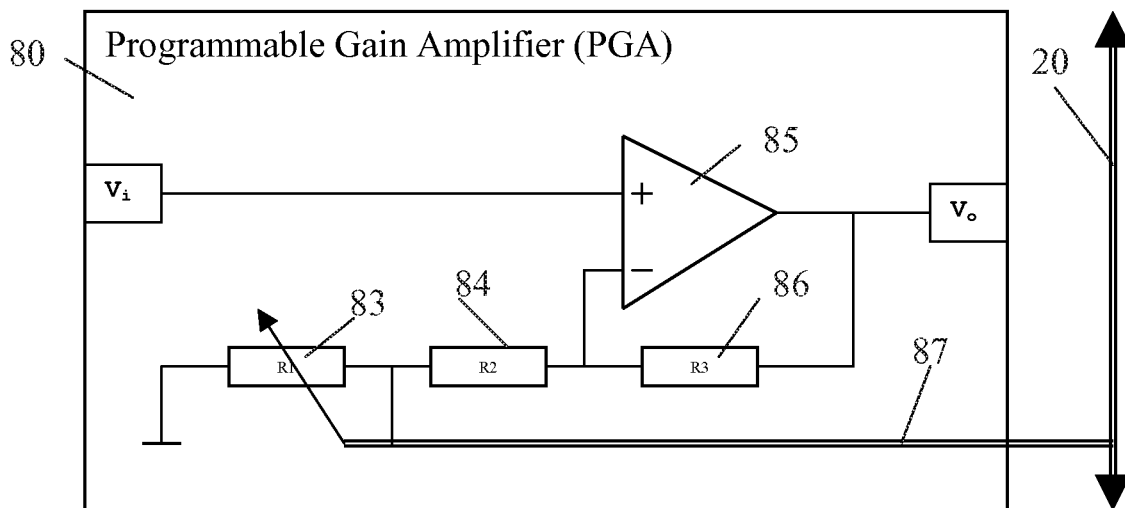 Programmable Gain Amplifier (PGA)
80
20
85
Vi
+
Vo
−
83
84
86
R1
R2
R3
87